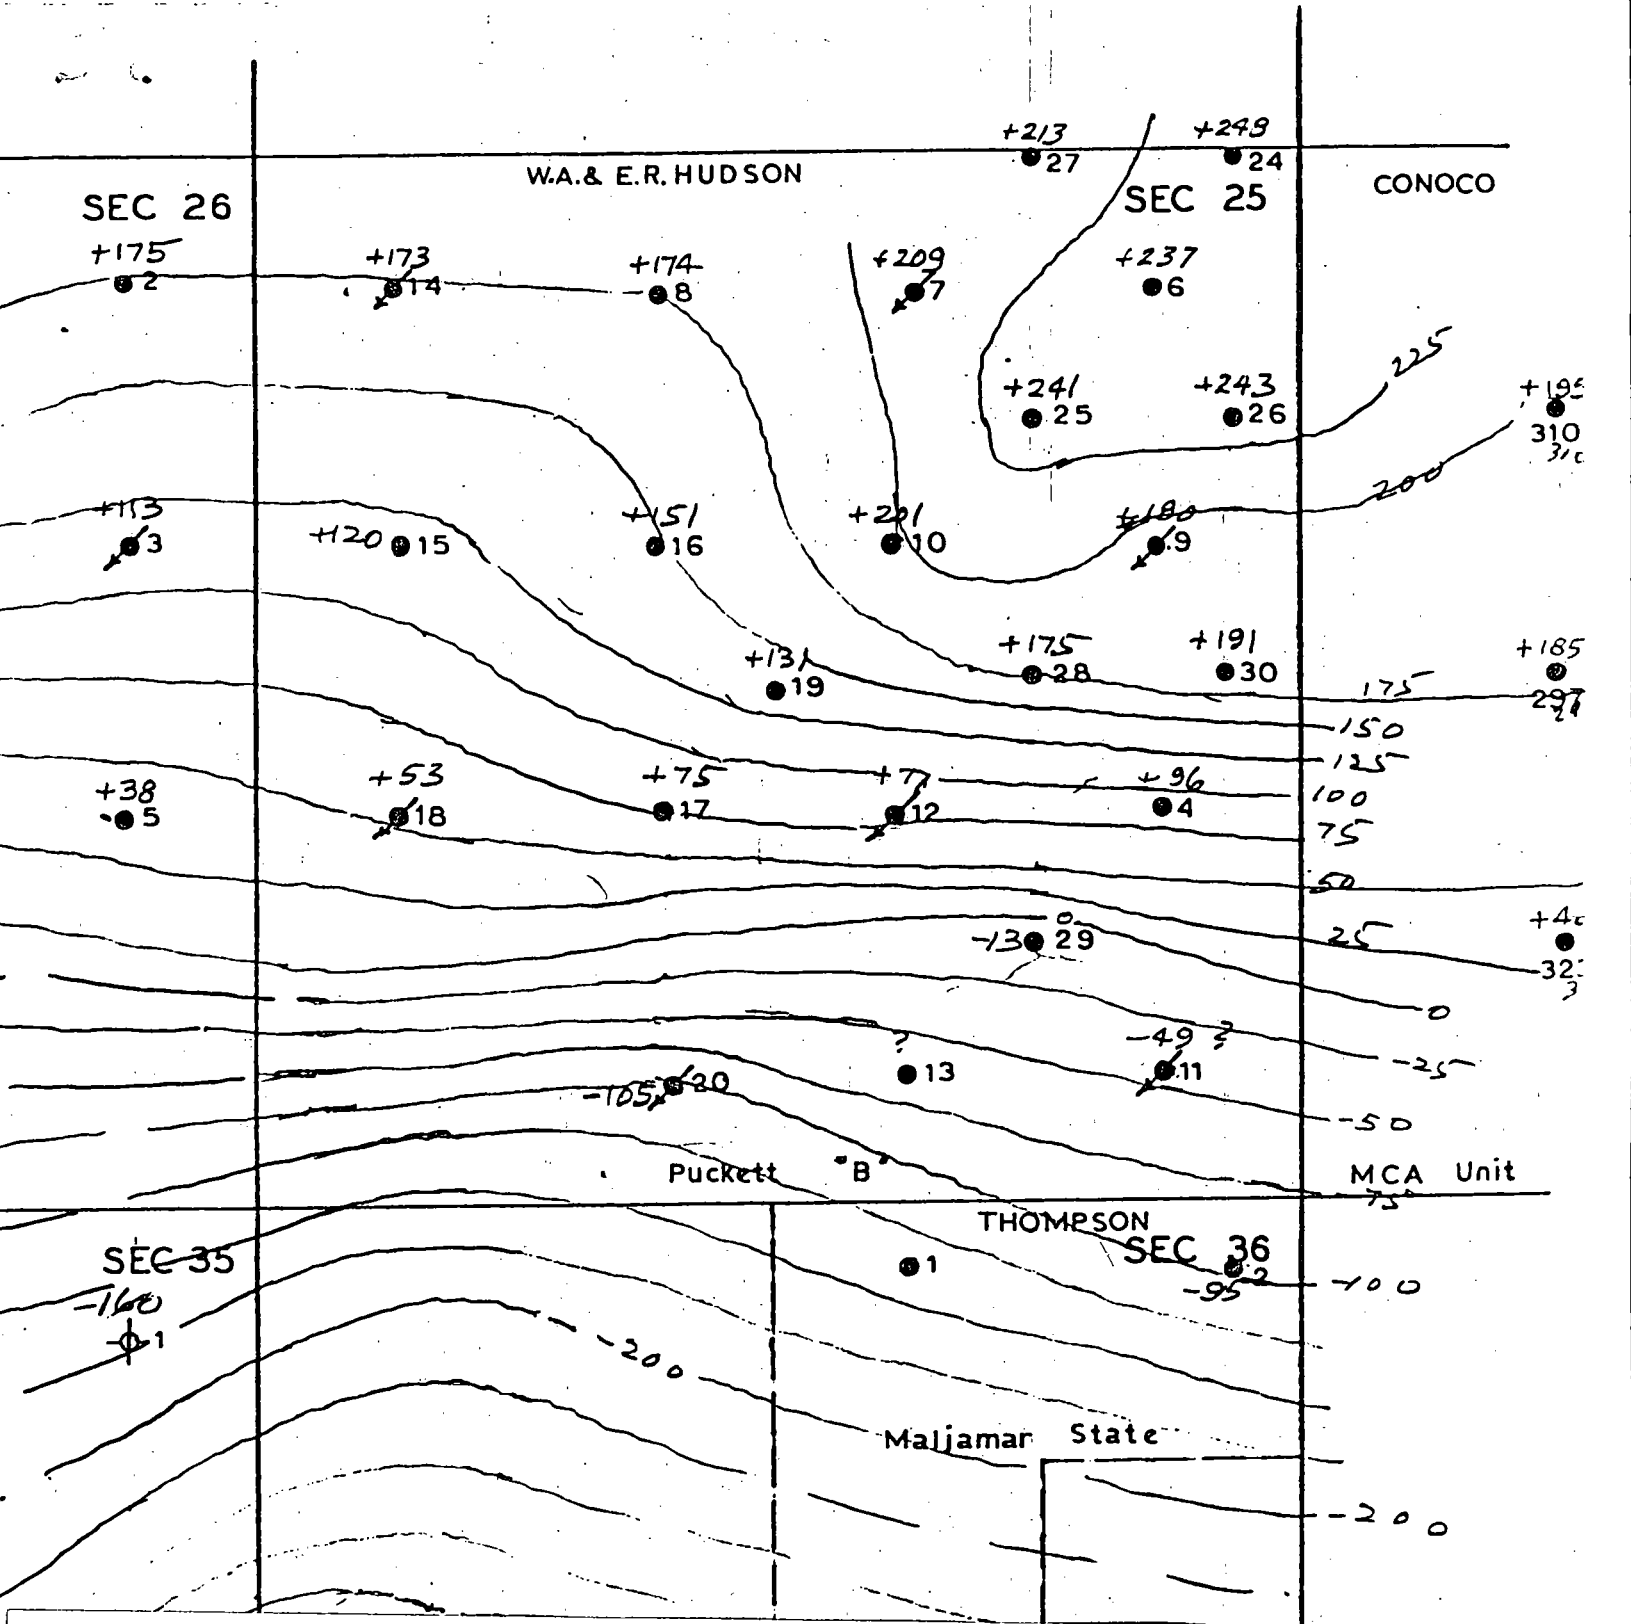 +213 +249
27 24
W.A.& E.R. HUDSON
CONOCO
SEC 26
SEC 25
+175 +173 +174 +209 +237
2 14 8 7 6
225
+241 +243
25 26
310
200
+113 +120 +151 +201 +180
3 15 16 10 9
+175 +191 +185
28 30
+131
19
175
297
150
125
+38 +53 +75 +77 +96
5 18 17 12 4
100
75
50
0
-13 29
25
0
? -49 ?
13 11
-25
-105 20
-50
Puckett "B"
MCA Unit
-75
THOMPSON
SEC 35
SEC 36
1
2
-95
-100
-160
1
-200
Maljamar State
-200